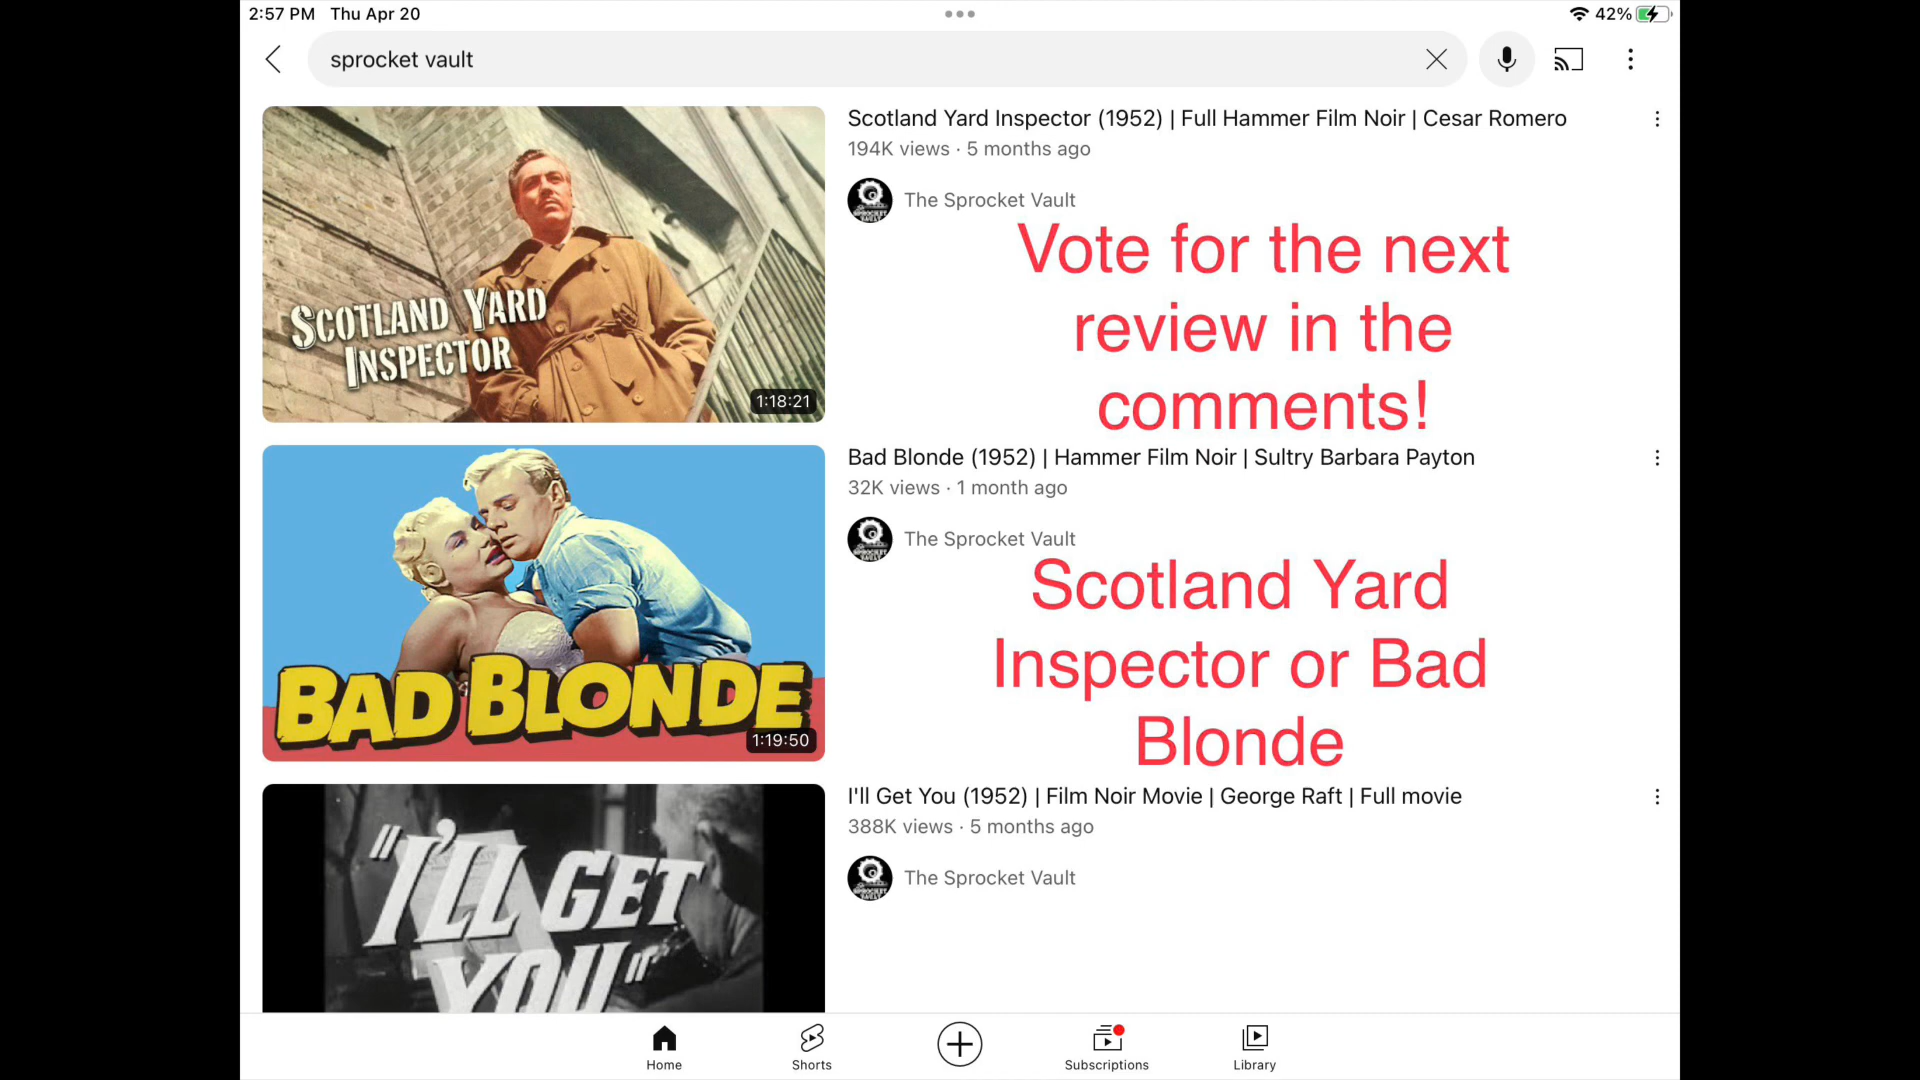 2:57 PM Thu Apr 20
42%
sprocket vault
SCOTLAND YARD
INSPECTOR
1:18:21
Scotland Yard Inspector (1952) | Full Hammer Film Noir | Cesar Romero
194K views · 5 months ago
The Sprocket Vault
Vote for the next
review in the
comments!
BAD BLONDE
1:19:50
Bad Blonde (1952) | Hammer Film Noir | Sultry Barbara Payton
32K views · 1 month ago
The Sprocket Vault
Scotland Yard
Inspector or Bad
Blonde
"I'LL GET
YOU"
I'll Get You (1952) | Film Noir Movie | George Raft | Full movie
388K views · 5 months ago
The Sprocket Vault
Home
Shorts
Subscriptions
Library